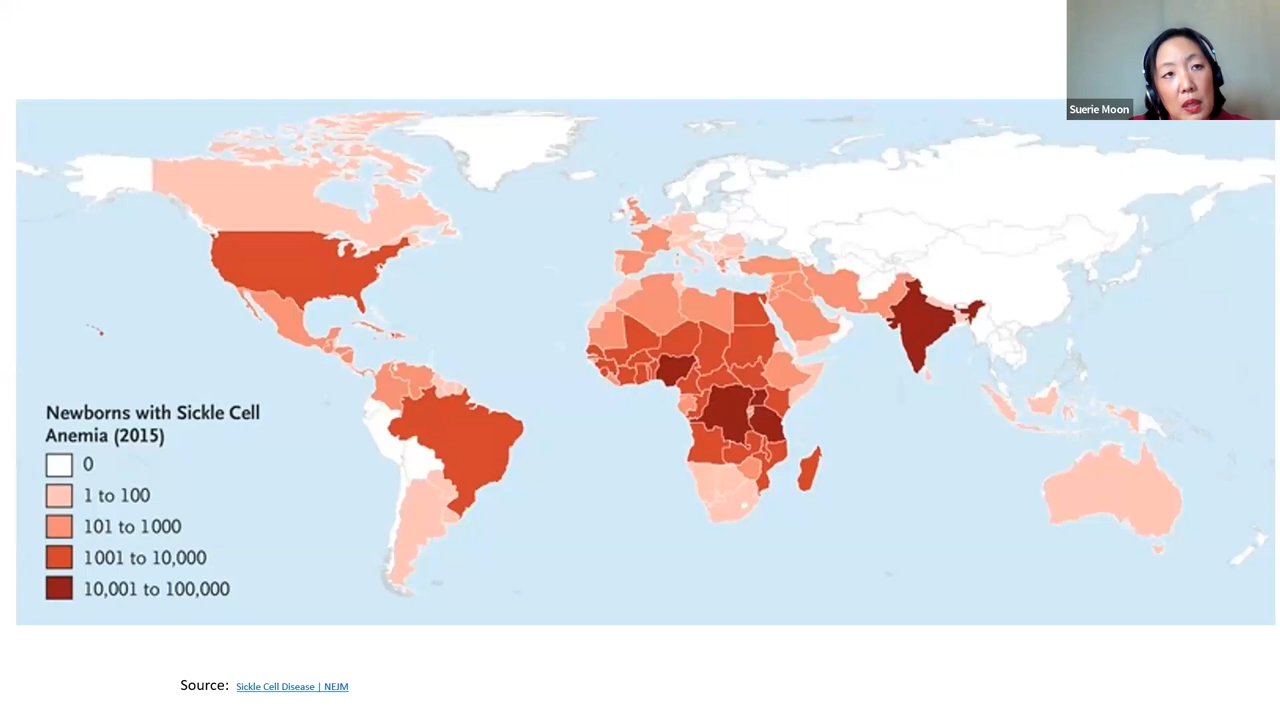 Suerie Moon
Newborns with Sickle Cell
Anemia (2015)
0
1 to 100
101 to 1000
1001 to 10,000
10,001 to 100,000
Source: Sickle Cell Disease | NEJM